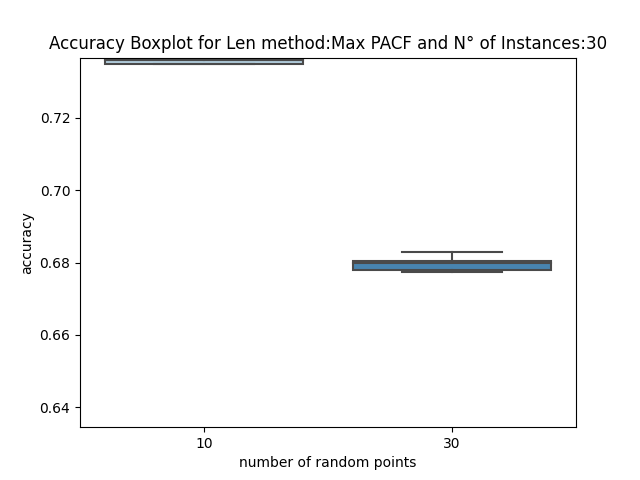 Accuracy Boxplot for Len method:Max PACF and N° of Instances:30
0.72
0.70
0.68
0.66
0.64
accuracy
10 30
number of random points